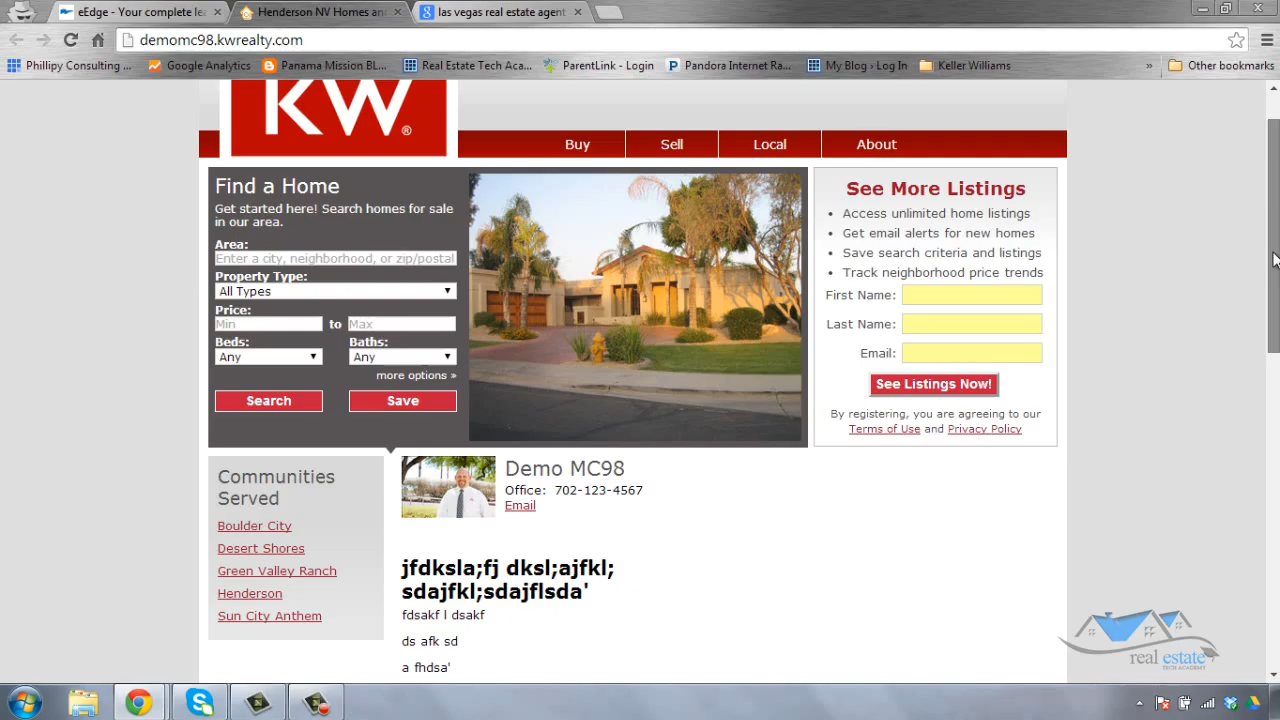 eEdge - Your complete le
Henderson NV Homes an
las vegas real estate agent
demomc98.kwrealty.com
Phillipy Consulting ...
Google Analytics
Panama Mission BL...
Real Estate Tech Aca...
ParentLink - Login
Pandora Internet Ra...
My Blog › Log In
Keller Williams
»
Other bookmarks
KW®
Buy
Sell
Local
About
Find a Home
Get started here! Search homes for sale
in our area.
Area:
Enter a city, neighborhood, or zip/postal
Property Type:
All Types
Price:
Min
to
Max
Beds:
Baths:
Any
Any
more options »
Search
Save
See More Listings
• Access unlimited home listings
• Get email alerts for new homes
• Save search criteria and listings
• Track neighborhood price trends
First Name:
Last Name:
Email:
See Listings Now!
By registering, you are agreeing to our
Terms of Use and Privacy Policy
Communities
Served
Boulder City
Desert Shores
Green Valley Ranch
Henderson
Sun City Anthem
Demo MC98
Office: 702-123-4567
Email
jfdksla;fj dksl;ajfkl;
sdajfkl;sdajflsda'
fdsakf l dsakf
ds afk sd
a fhdsa'
real estate
TECH ACADEMY